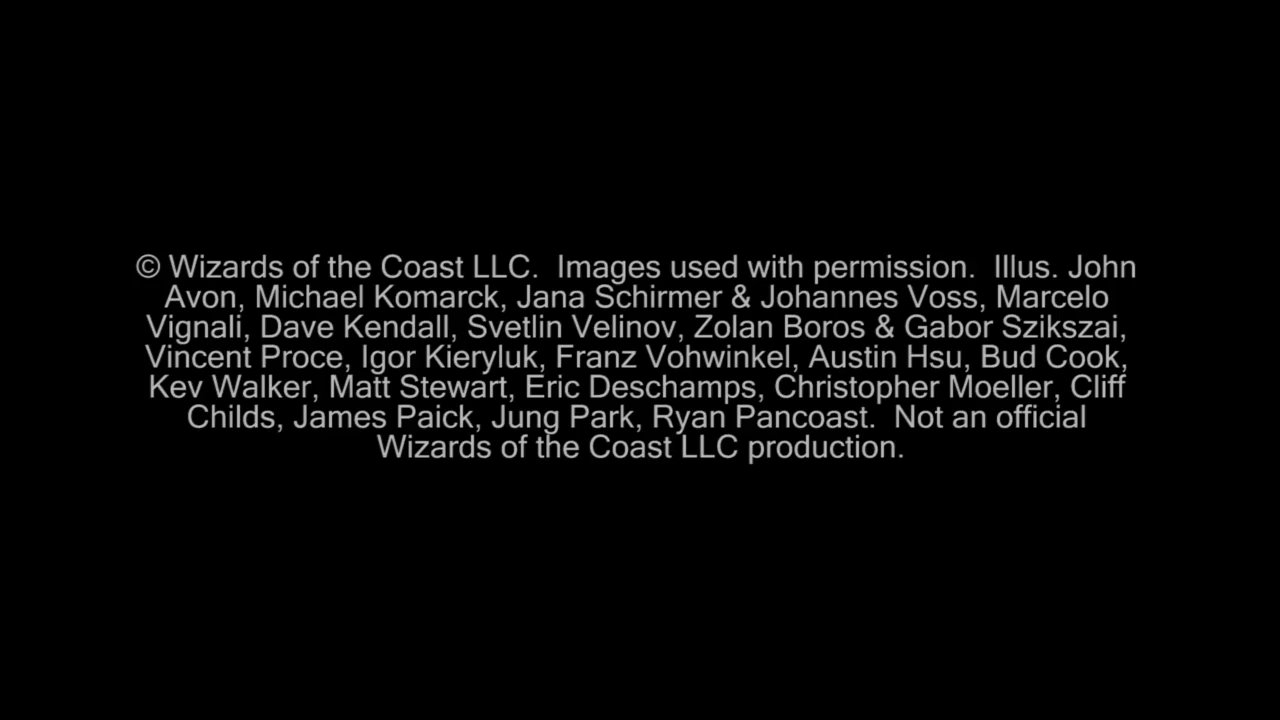 © Wizards of the Coast LLC.  Images used with permission.  Illus. John
Avon, Michael Komarck, Jana Schirmer & Johannes Voss, Marcelo
Vignali, Dave Kendall, Svetlin Velinov, Zolan Boros & Gabor Szikszai,
Vincent Proce, Igor Kieryluk, Franz Vohwinkel, Austin Hsu, Bud Cook,
Kev Walker, Matt Stewart, Eric Deschamps, Christopher Moeller, Cliff
Childs, James Paick, Jung Park, Ryan Pancoast.  Not an official
Wizards of the Coast LLC production.